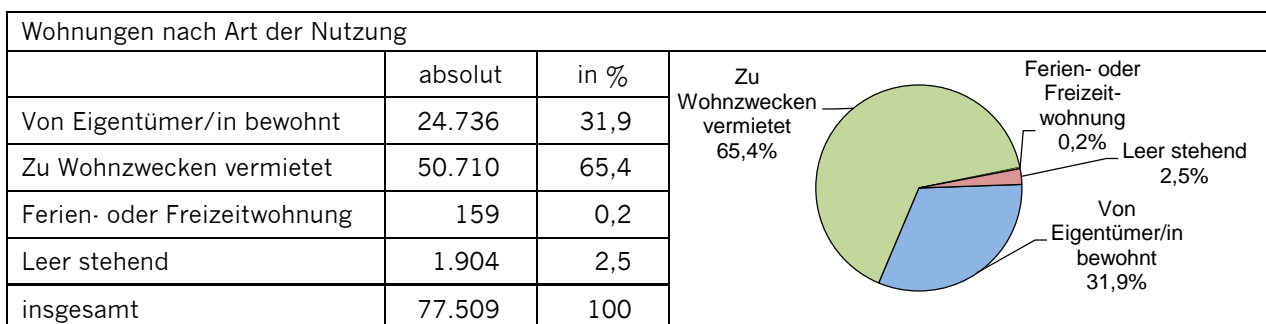 Wohnungen nach Art der Nutzung
absolut in %
Von Eigentümer/in bewohnt 24.736 31,9
Zu Wohnzwecken vermietet 50.710 65,4
Ferien- oder Freizeitwohnung 159 0,2
Leer stehend 1.904 2,5
insgesamt 77.509 100
Zu
Wohnzwecken
vermietet
65,4%
Ferien- oder
Freizeit-
wohnung
0,2%
Leer stehend
2,5%
Von
Eigentümer/in
bewohnt
31,9%